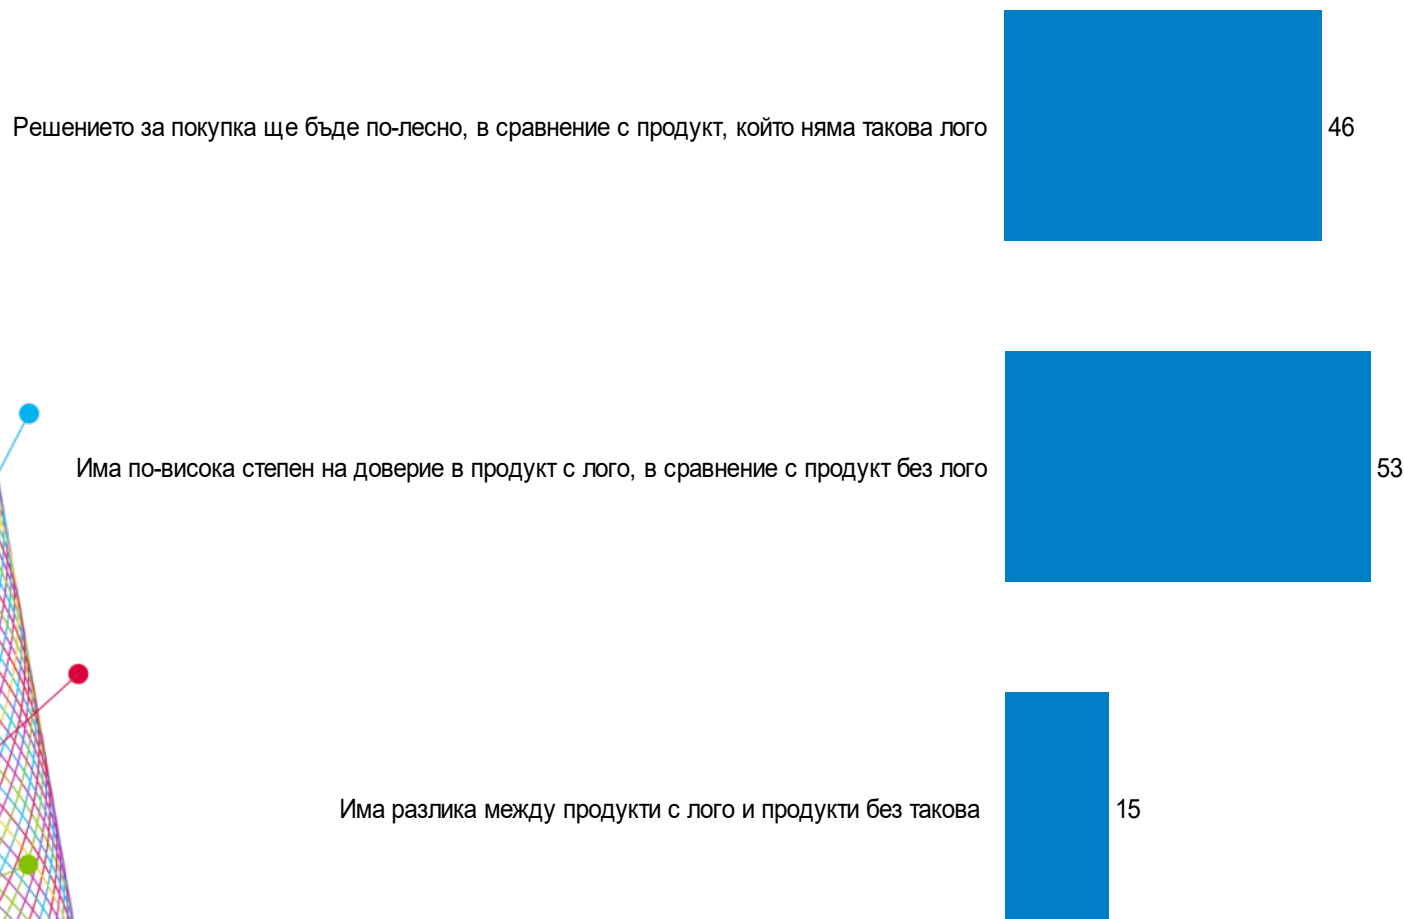 Решението за покупка ще бъде по-лесно, в сравнение с продукт, който няма такова лого 46
Има по-висока степен на доверие в продукт с лого, в сравнение с продукт без лого 53
Има разлика между продукти с лого и продукти без такова 15